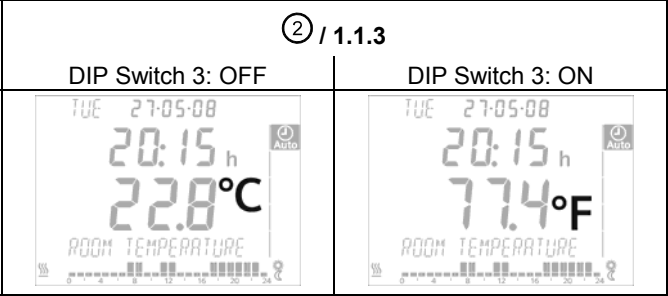 ② / 1.1.3
DIP Switch 3: OFF
TUE 27-05-08
20:15 h
Auto
22.8 °C
ROOM TEMPERATURE
0 4 8 12 16 20 24
DIP Switch 3: ON
TUE 27-05-08
20:15 h
Auto
77.4 °F
ROOM TEMPERATURE
0 4 8 12 16 20 24